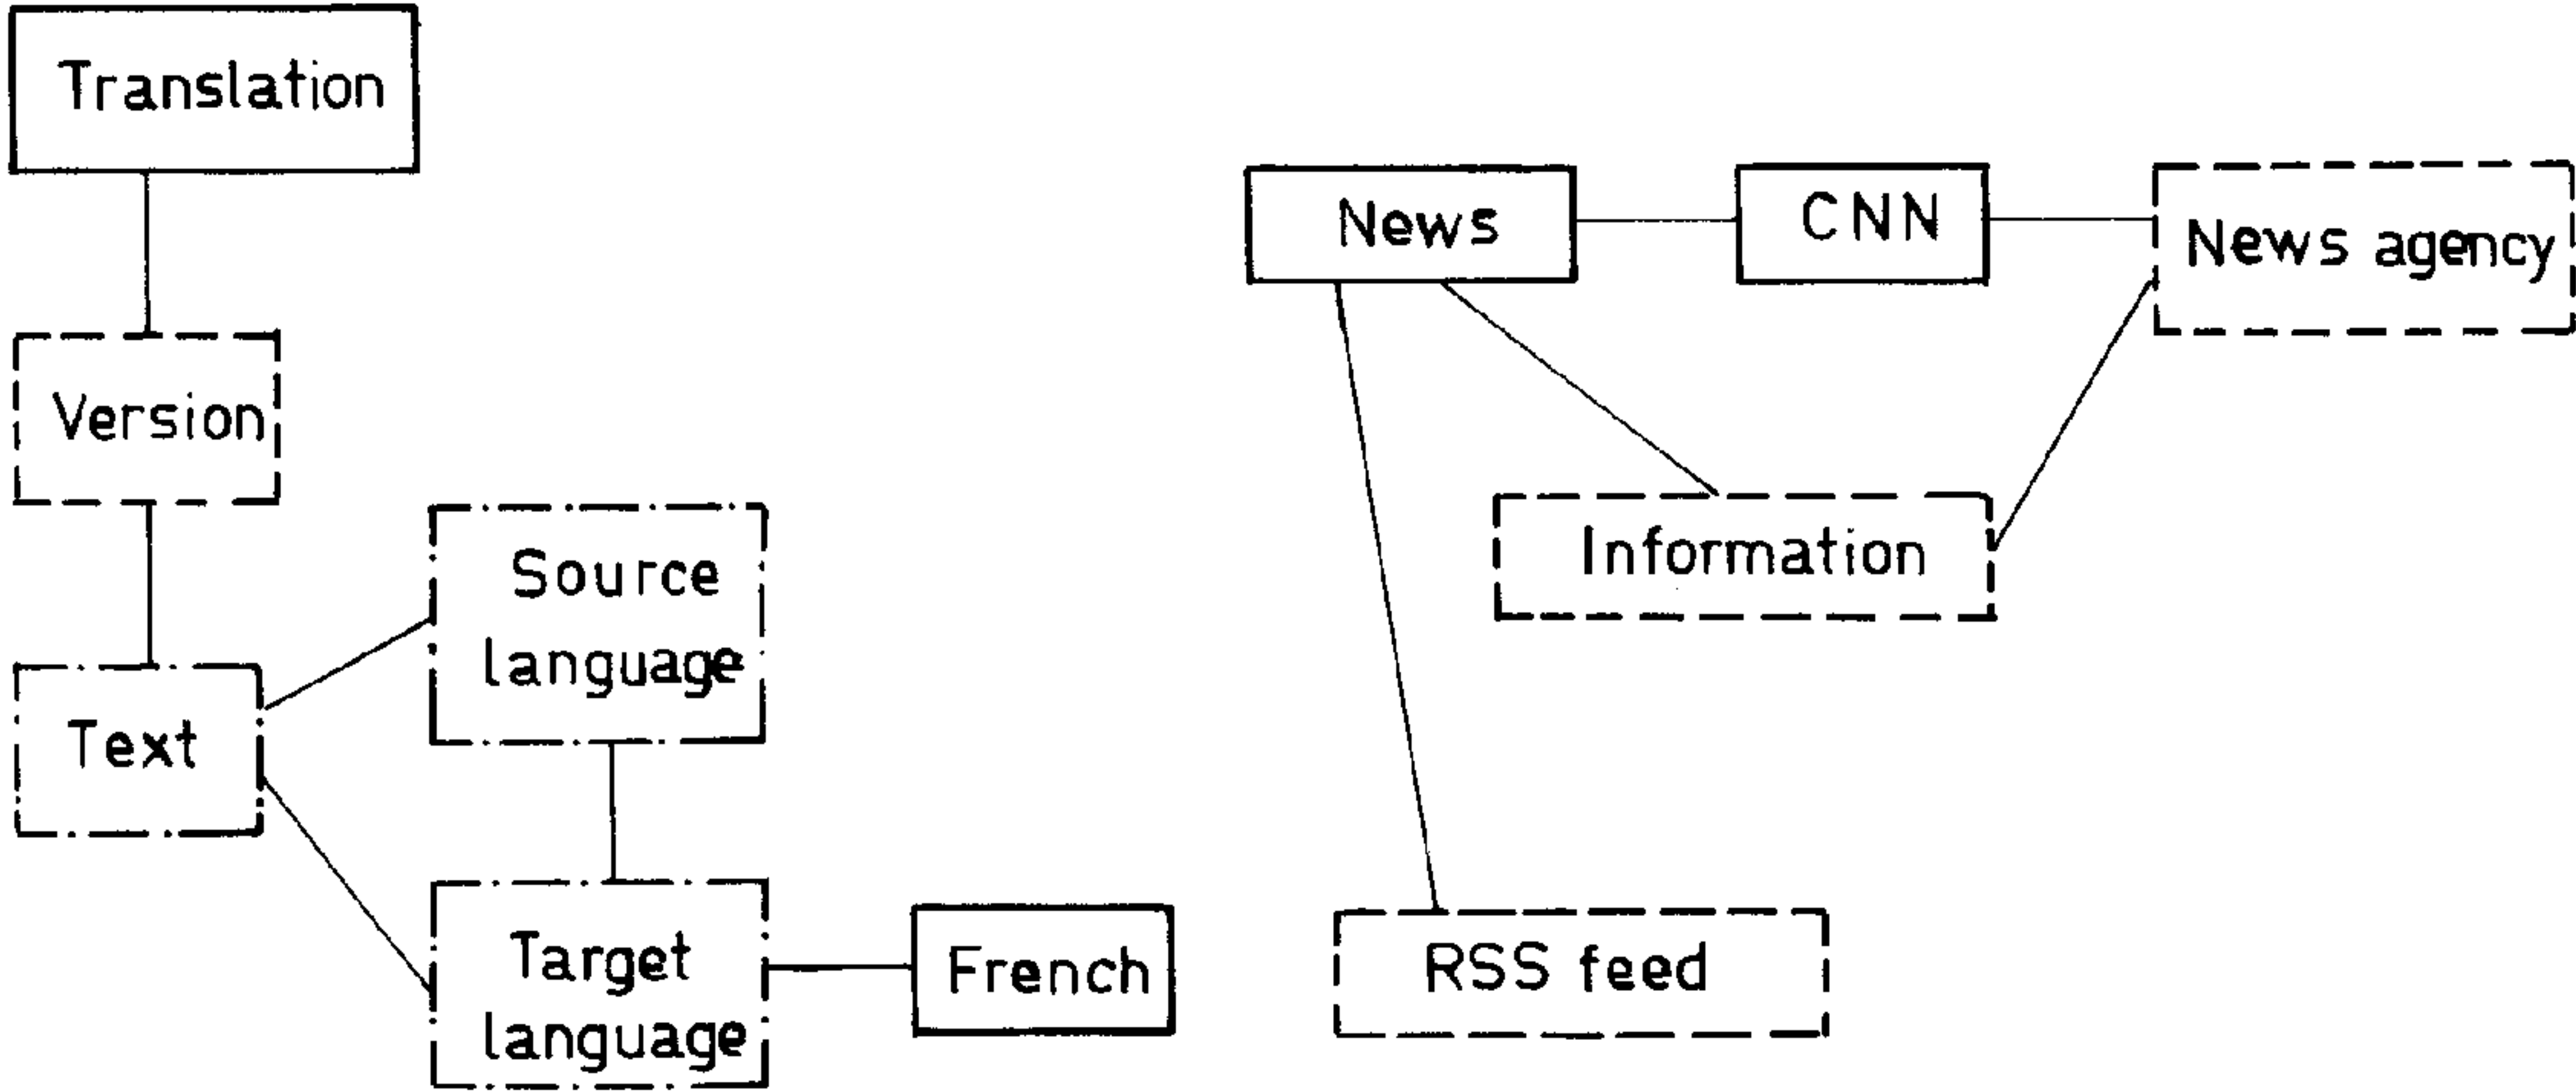 Translation
News
CNN
News agency
Version
Source
language
Information
Text
Target
language
French
RSS feed